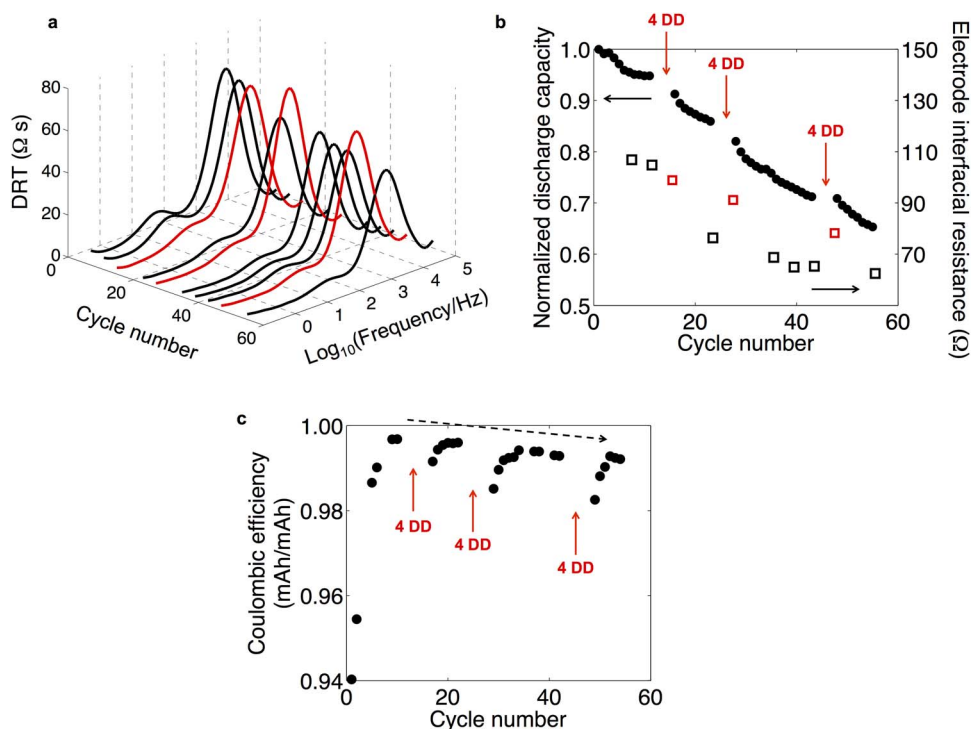 a
DRT (Ω s)
80
60
40
20
0
0
20
40
60
Cycle number
0
1
2
3
4
5
Log10(Frequency/Hz)
b
4 DD
4 DD
4 DD
Normalized discharge capacity
1.0
0.9
0.8
0.7
0.6
0.5
0
20
40
60
Cycle number
150
130
110
90
70
Electrode interfacial resistance (Ω)
c
Coulombic efficiency
(mAh/mAh)
1.00
0.98
0.96
0.94
4 DD
4 DD
4 DD
0
20
40
60
Cycle number